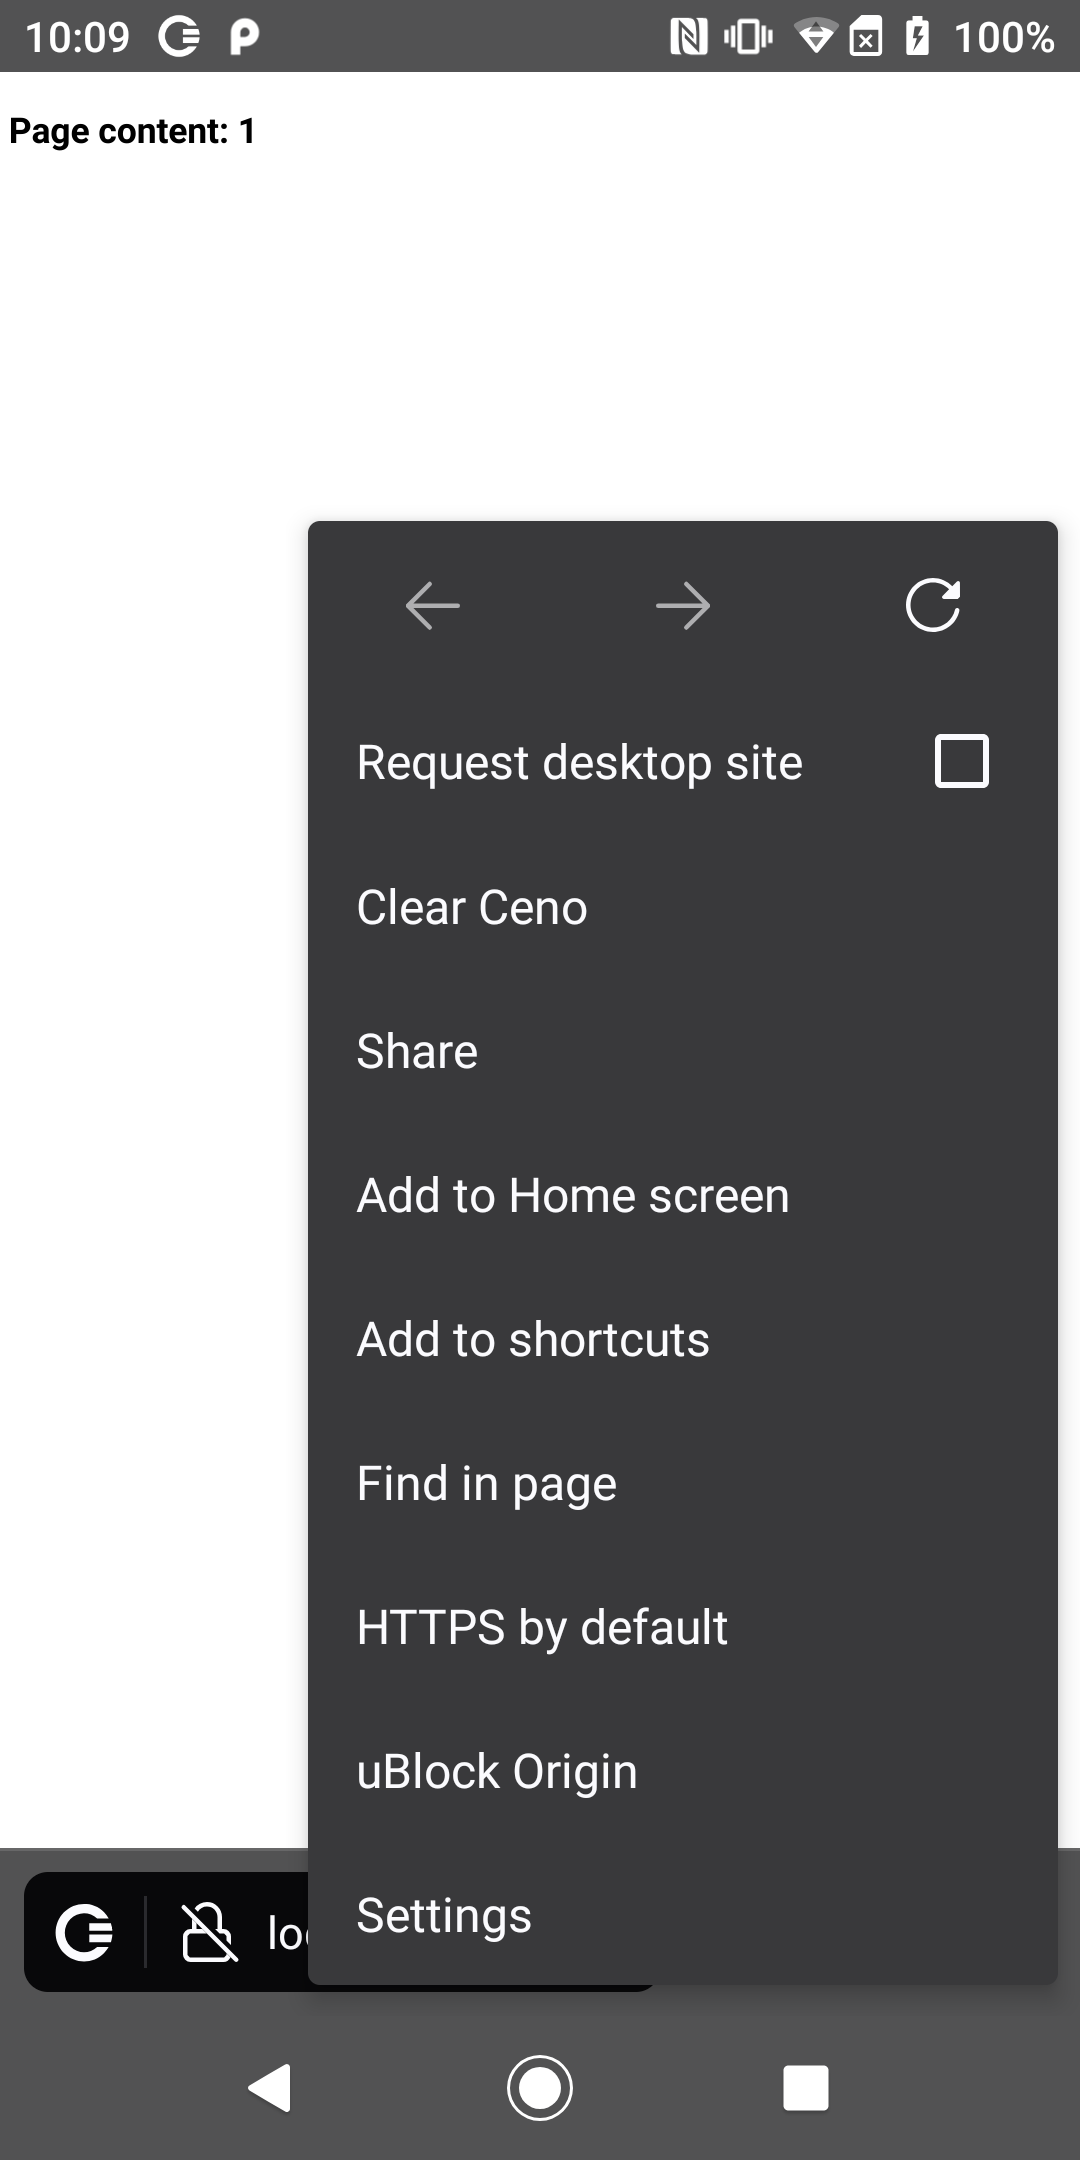 10:09
100%
Page content: 1
Request desktop site
Clear Ceno
Share
Add to Home screen
Add to shortcuts
Find in page
HTTPS by default
uBlock Origin
Settings